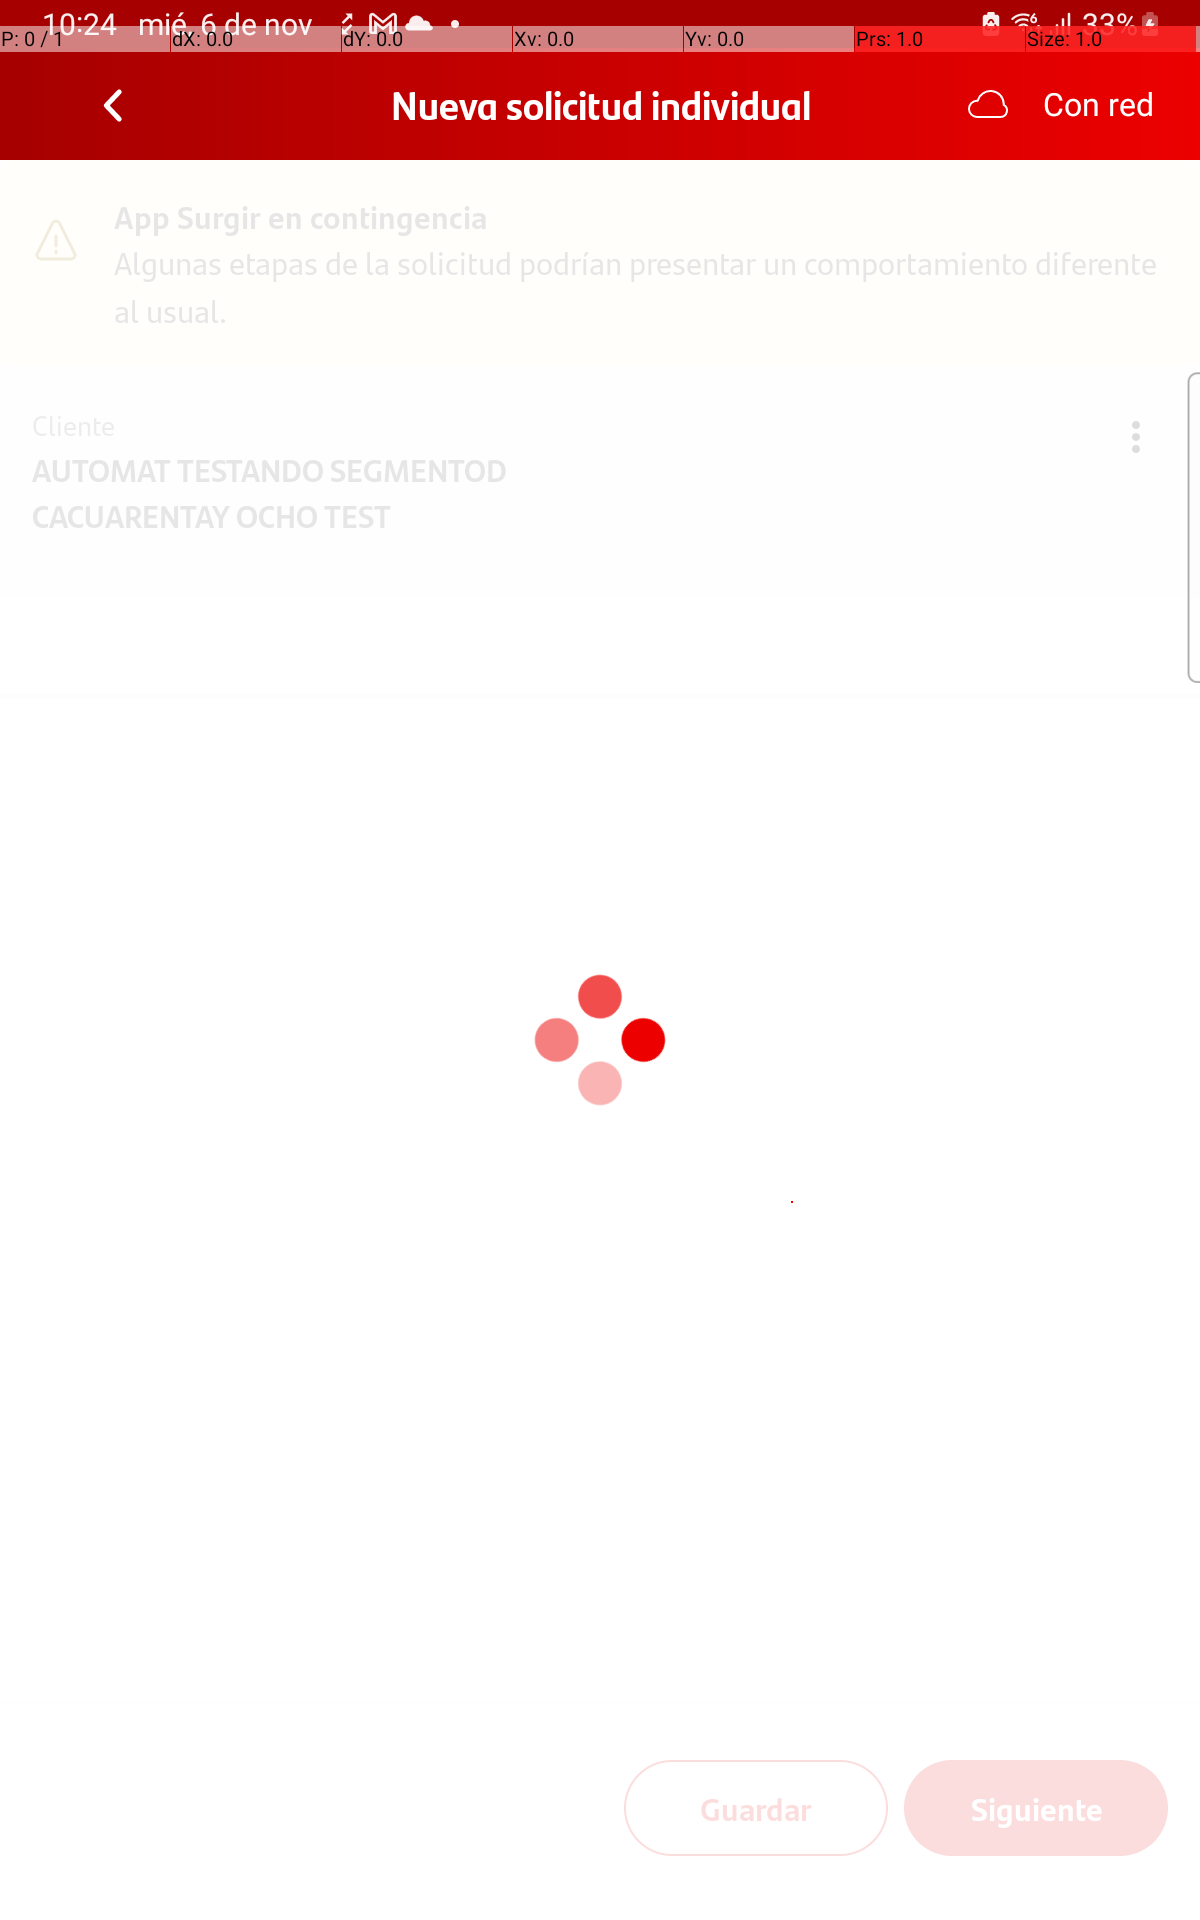 10:24 mié, 6 de nov 33%
P: 0 / 1 dX: 0.0 dY: 0.0 Xv: 0.0 Yv: 0.0 Prs: 1.0 Size: 1.0
Nueva solicitud individual Con red
App Surgir en contingencia
Algunas etapas de la solicitud podrían presentar un comportamiento diferente
al usual.
Cliente
AUTOMAT TESTANDO SEGMENTOD
CACUARENTAY OCHO TEST
Guardar Siguiente